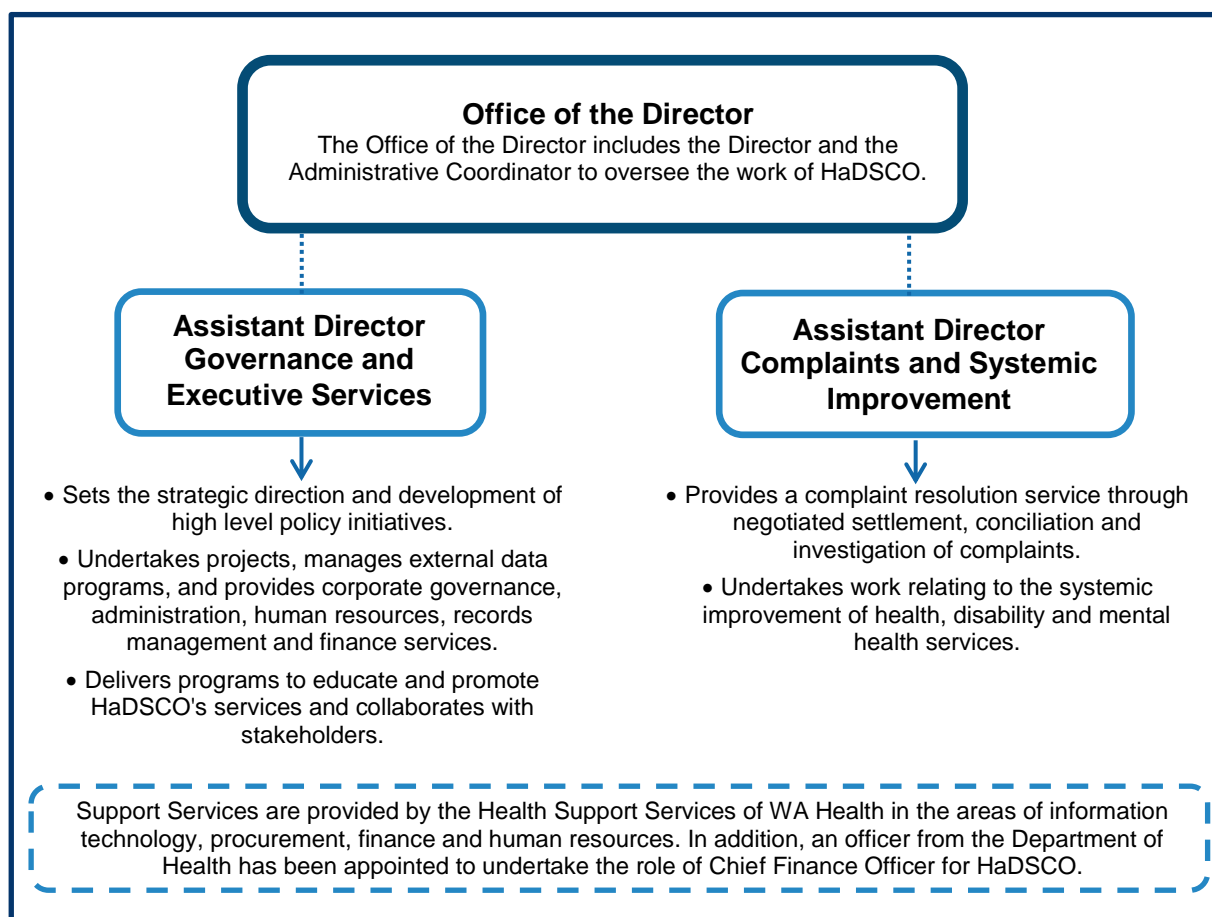 Office of the Director
The Office of the Director includes the Director and the
Administrative Coordinator to oversee the work of HaDSCO.
Assistant Director
Governance and
Executive Services
• Sets the strategic direction and development of
high level policy initiatives.
• Undertakes projects, manages external data
programs, and provides corporate governance,
administration, human resources, records
management and finance services.
• Delivers programs to educate and promote
HaDSCO's services and collaborates with
stakeholders.
Assistant Director
Complaints and Systemic
Improvement
• Provides a complaint resolution service through
negotiated settlement, conciliation and
investigation of complaints.
• Undertakes work relating to the systemic
improvement of health, disability and mental
health services.
Support Services are provided by the Health Support Services of WA Health in the areas of information
technology, procurement, finance and human resources. In addition, an officer from the Department of
Health has been appointed to undertake the role of Chief Finance Officer for HaDSCO.